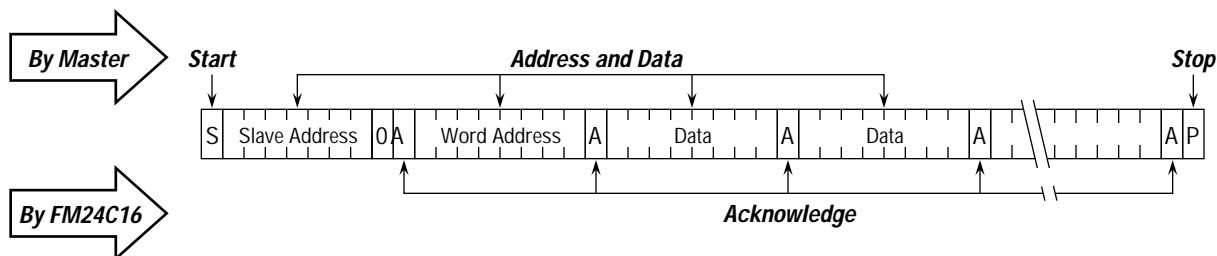 By Master
Start
Address and Data
Stop
S Slave Address 0 A Word Address A Data A Data A A P
By FM24C16
Acknowledge